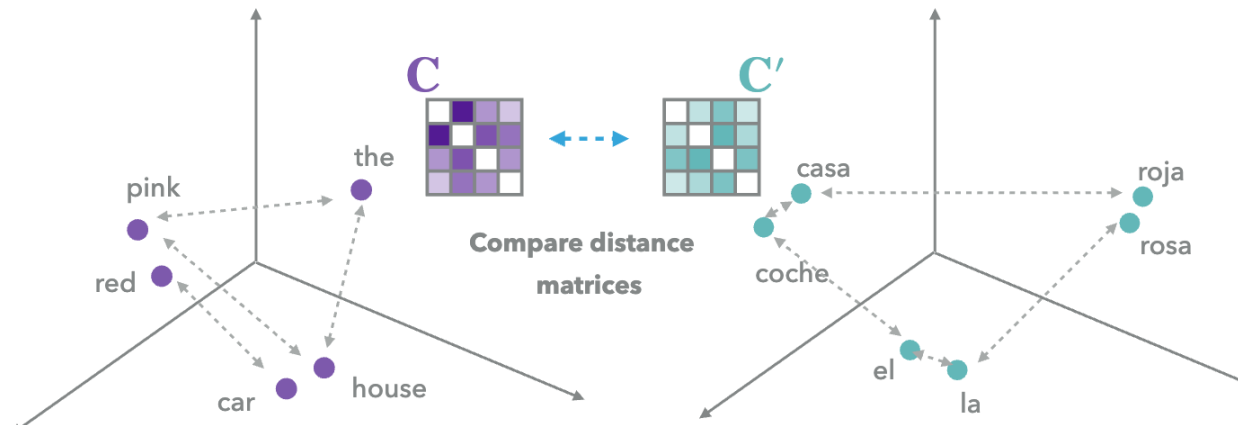 C
C′
the
pink
red
car
house
Compare distance
matrices
casa
coche
roja
rosa
el
la